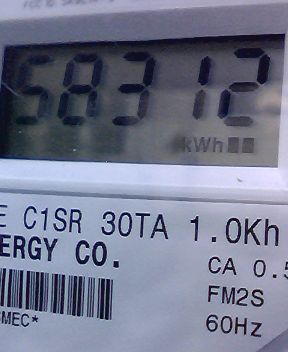 58312
kWh
E C1SR 30TA 1.0Kh
ERGY CO.
CA 0.5
FM2S
MEC*
60Hz